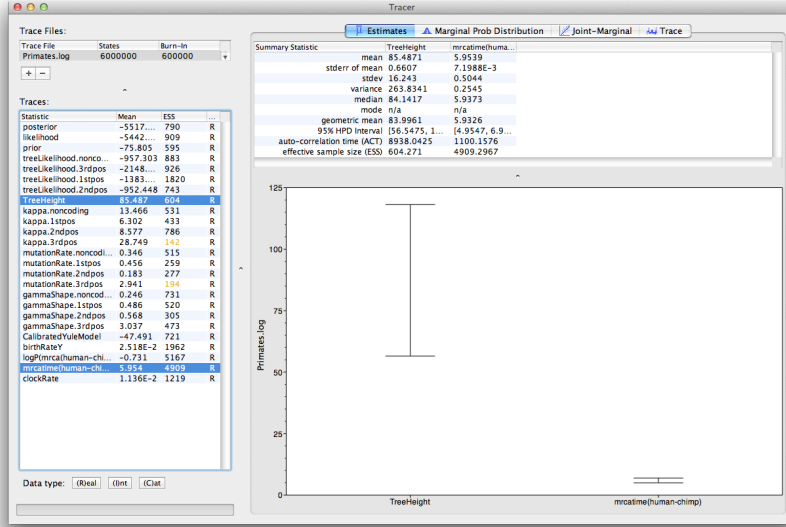 Tracer
Trace Files:
Trace File States Burn-In
Primates.log 6000000 600000
+ −
Traces:
Statistic Mean ESS ...
posterior -5517.... 790 R
likelihood -5442.... 909 R
prior -75.805 595 R
treeLikelihood.nonco... -957.303 883 R
treeLikelihood.3rdpos -2148.... 926 R
treeLikelihood.1stpos -1383.... 1820 R
treeLikelihood.2ndpos -952.448 743 R
TreeHeight 85.487 604 R
kappa.noncoding 13.466 531 R
kappa.1stpos 6.302 433 R
kappa.2ndpos 8.577 786 R
kappa.3rdpos 28.749 142 R
mutationRate.noncodi... 0.346 515 R
mutationRate.1stpos 0.456 259 R
mutationRate.2ndpos 0.183 277 R
mutationRate.3rdpos 2.941 194 R
gammaShape.noncod... 0.246 731 R
gammaShape.1stpos 0.486 520 R
gammaShape.2ndpos 0.568 305 R
gammaShape.3rdpos 3.037 473 R
CalibratedYuleModel -47.491 721 R
birthRateY 2.518E-2 1962 R
logP(mrca(human-chi... -0.731 5167 R
mrcatime(human-chi... 5.954 4909 R
clockRate 1.136E-2 1219 R
Data type: (R)eal (I)nt (C)at
Estimates Marginal Prob Distribution Joint-Marginal Trace
Summary Statistic TreeHeight mrcatime(huma...
mean 85.4871 5.9539
stderr of mean 0.6607 7.1988E-3
stdev 16.243 0.5044
variance 263.8341 0.2545
median 84.1417 5.9373
mode n/a n/a
geometric mean 83.9961 5.9326
95% HPD Interval [56.5475, 1... [4.9547, 6.9...
auto-correlation time (ACT) 8938.0425 1100.1576
effective sample size (ESS) 604.271 4909.2967
125
100
75
50
25
0
Primates.log
TreeHeight mrcatime(human-chimp)